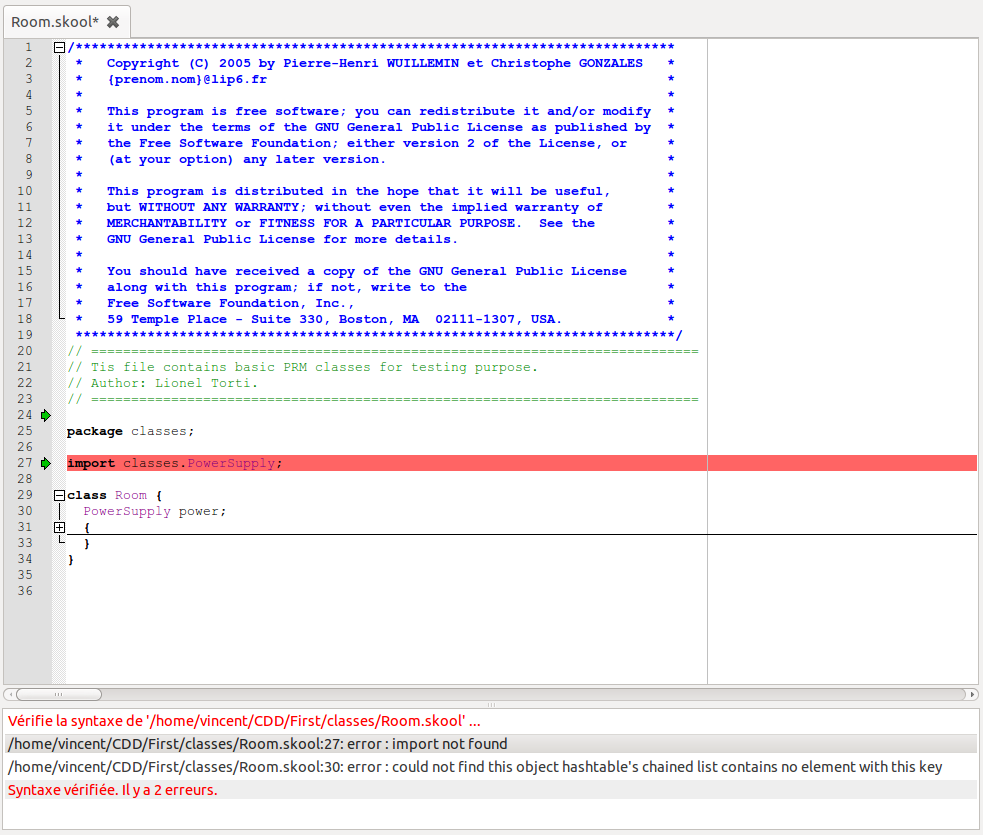 Room.skool*
1 /***************************************************************************
2 * Copyright (C) 2005 by Pierre-Henri WUILLEMIN et Christophe GONZALES *
3 * {prenom.nom}@lip6.fr *
4 * *
5 * This program is free software; you can redistribute it and/or modify *
6 * it under the terms of the GNU General Public License as published by *
7 * the Free Software Foundation; either version 2 of the License, or *
8 * (at your option) any later version. *
9 * *
10 * This program is distributed in the hope that it will be useful, *
11 * but WITHOUT ANY WARRANTY; without even the implied warranty of *
12 * MERCHANTABILITY or FITNESS FOR A PARTICULAR PURPOSE. See the *
13 * GNU General Public License for more details. *
14 * *
15 * You should have received a copy of the GNU General Public License *
16 * along with this program; if not, write to the *
17 * Free Software Foundation, Inc., *
18 * 59 Temple Place - Suite 330, Boston, MA 02111-1307, USA. *
19 ***************************************************************************/
20 // ============================================================================
21 // Tis file contains basic PRM classes for testing purpose.
22 // Author: Lionel Torti.
23 // ============================================================================
24
25 package classes;
26
27 import classes.PowerSupply;
28
29 class Room {
30 PowerSupply power;
31 {
33 }
34 }
35
36
Vérifie la syntaxe de '/home/vincent/CDD/First/classes/Room.skool' ...
/home/vincent/CDD/First/classes/Room.skool:27: error : import not found
/home/vincent/CDD/First/classes/Room.skool:30: error : could not find this object hashtable's chained list contains no element with this key
Syntaxe vérifiée. Il y a 2 erreurs.